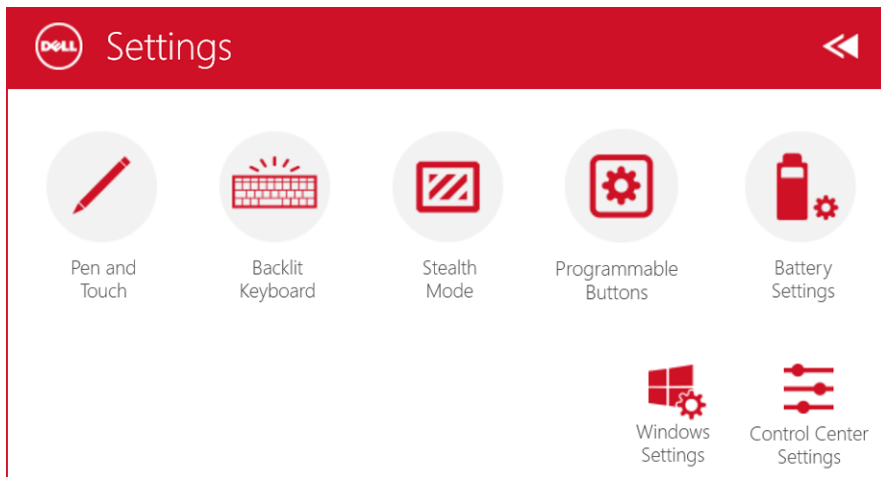 DELL
Settings
Pen and
Touch
Backlit
Keyboard
Stealth
Mode
Programmable
Buttons
Battery
Settings
Windows
Settings
Control Center
Settings